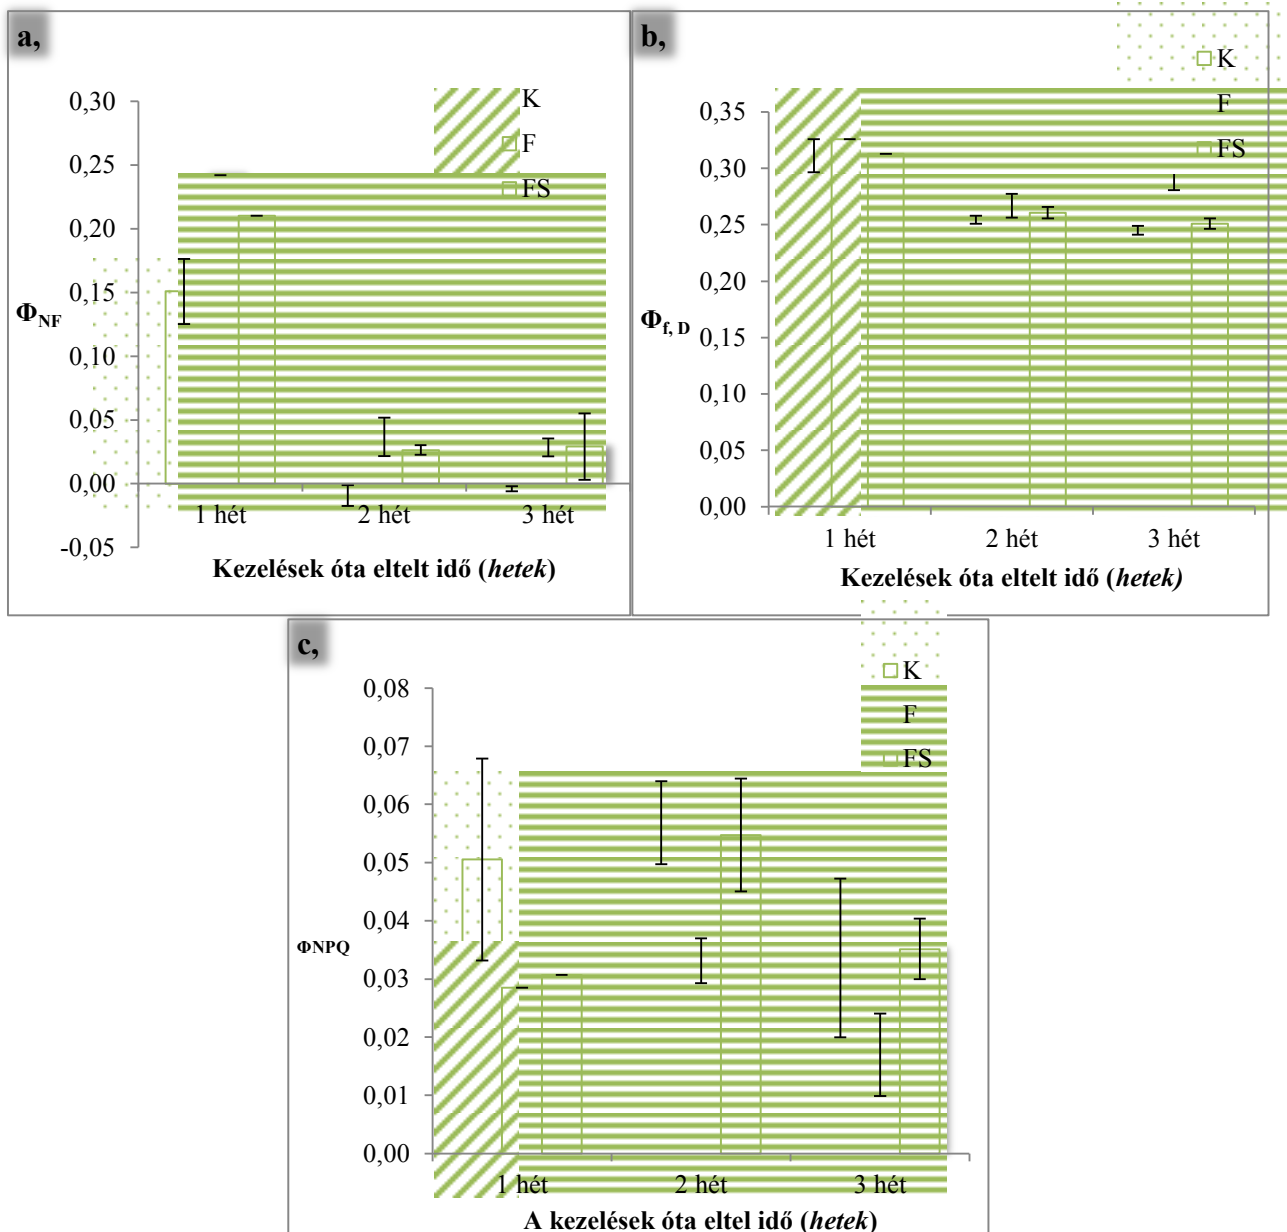 a,
K
F
FS
0,30
0,25
0,20
0,15
0,10
0,05
0,00
-0,05
ΦNF
1 hét 2 hét 3 hét
Kezelések óta eltelt idő (hetek)
b,
K
F
FS
0,35
0,30
0,25
0,20
0,15
0,10
0,05
0,00
Φf, D
1 hét 2 hét 3 hét
Kezelések óta eltelt idő (hetek)
c,
K
F
FS
0,08
0,07
0,06
0,05
0,04
0,03
0,02
0,01
0,00
ΦNPQ
1 hét 2 hét 3 hét
A kezelések óta eltel idő (hetek)